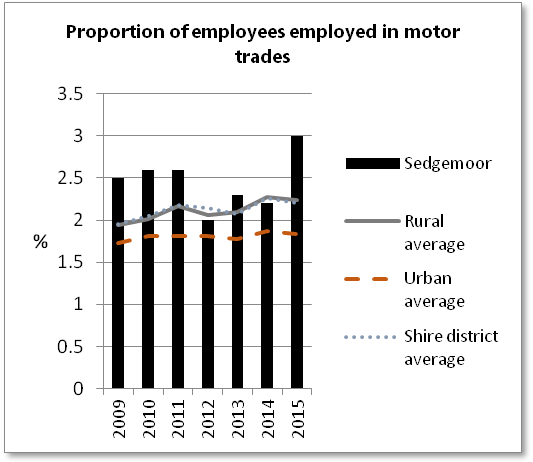 Proportion of employees employed in motor
trades
3.5
3
2.5
2
1.5
1
0.5
0
%
2009
2010
2011
2012
2013
2014
2015
Sedgemoor
Rural
average
Urban
average
Shire district
average